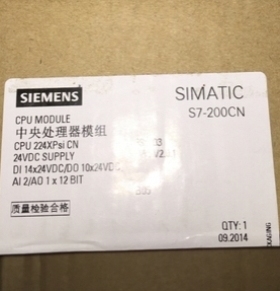 SIEMENS
SIMATIC
S7-200CN
CPU MODULE
中央处理器模组
CPU 224XPsi CN
24VDC SUPPLY
DI 14x24VDC/DO 10x24VDC
AI 2/AO 1 x 12 BIT
质量检验合格
QTY: 1
09.2014